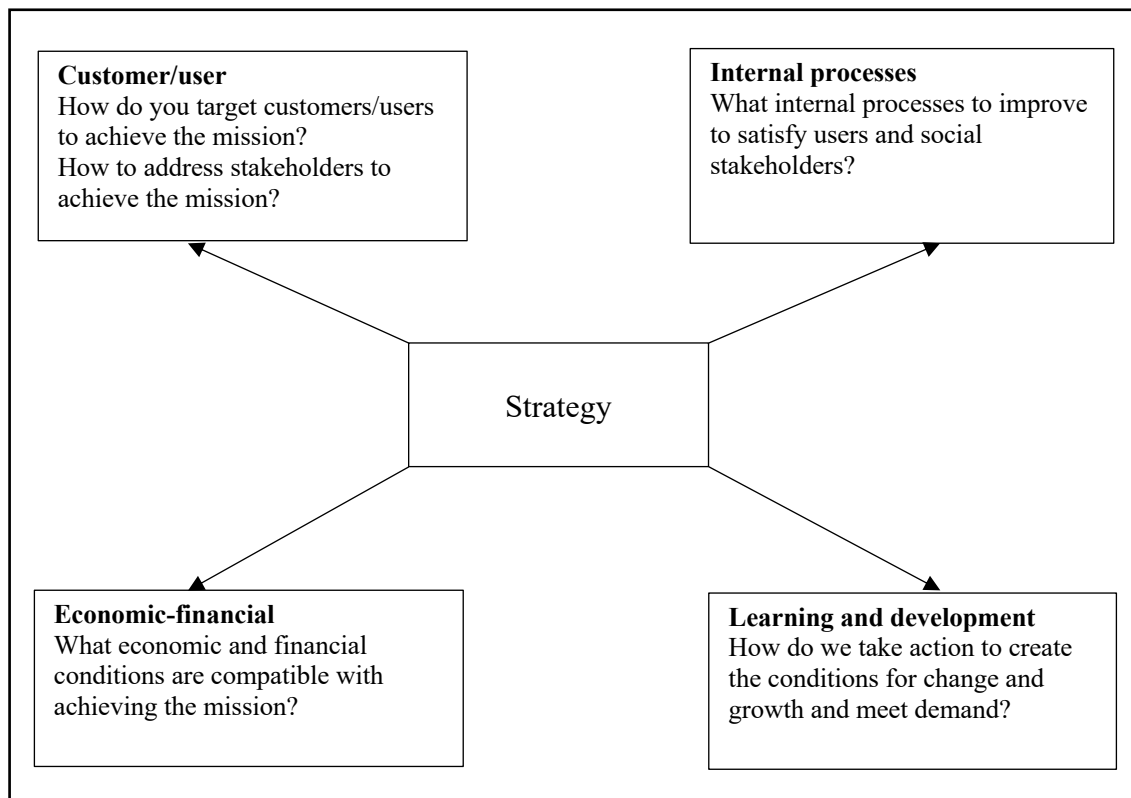 Customer/user
How do you target customers/users
to achieve the mission?
How to address stakeholders to
achieve the mission?
Internal processes
What internal processes to improve
to satisfy users and social
stakeholders?
Strategy
Economic-financial
What economic and financial
conditions are compatible with
achieving the mission?
Learning and development
How do we take action to create
the conditions for change and
growth and meet demand?